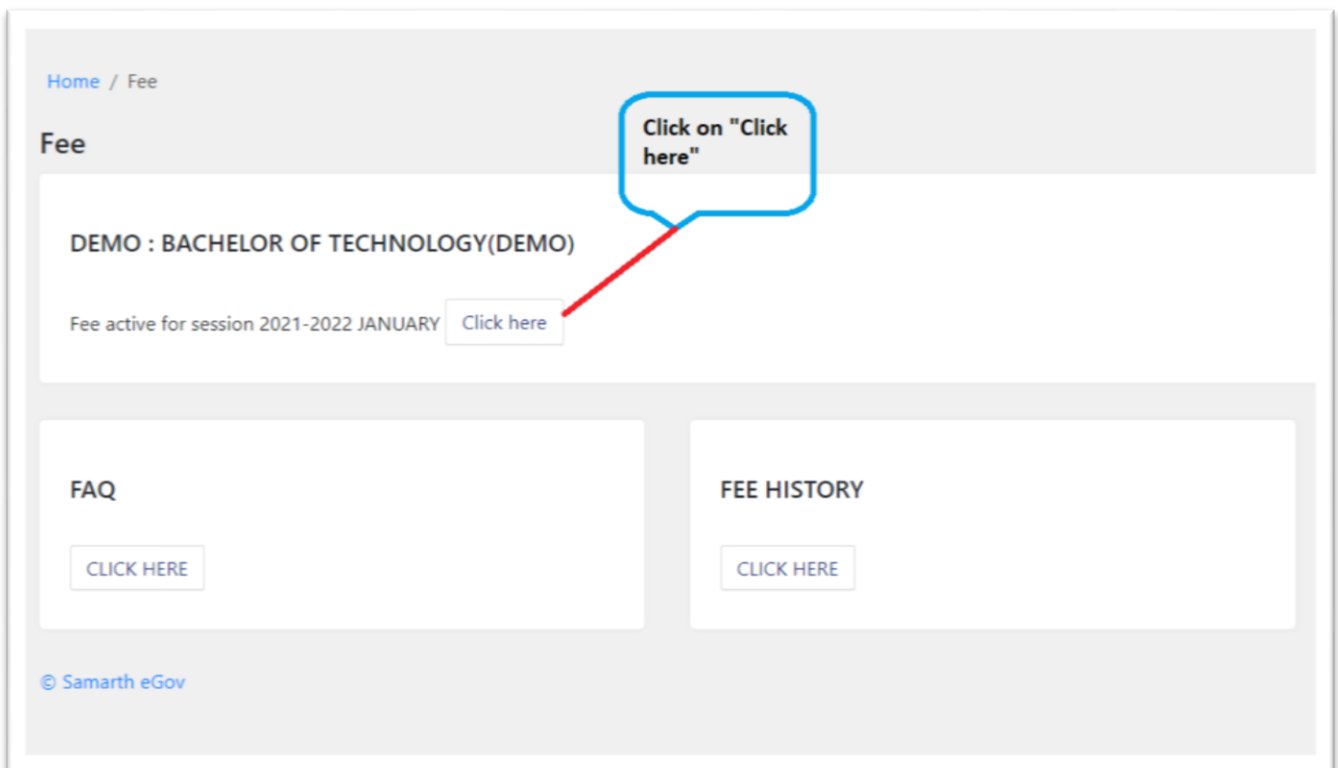 Home / Fee
Fee
Click on "Click
here"
DEMO : BACHELOR OF TECHNOLOGY(DEMO)
Fee active for session 2021-2022 JANUARY Click here
FAQ
CLICK HERE
FEE HISTORY
CLICK HERE
© Samarth eGov